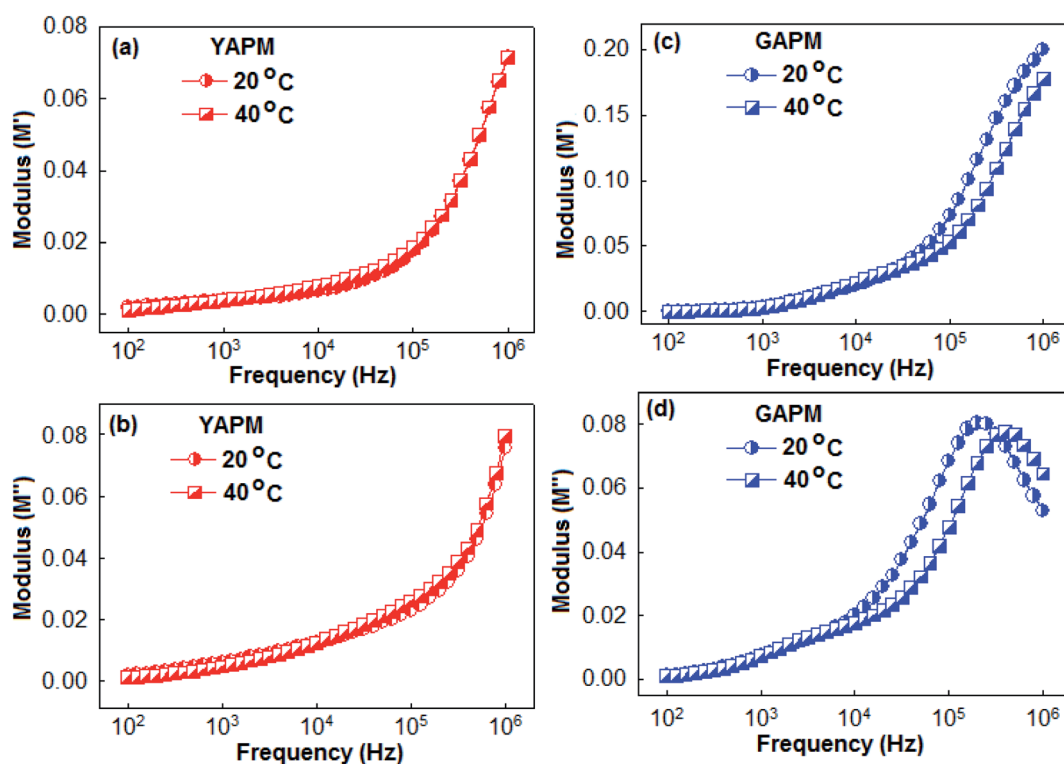 (a) YAPM
20 °C
40 °C
Modulus (M')
0.08
0.06
0.04
0.02
0.00
10² 10³ 10⁴ 10⁵ 10⁶
Frequency (Hz)
(c) GAPM
20 °C
40 °C
Modulus (M')
0.20
0.15
0.10
0.05
0.00
10² 10³ 10⁴ 10⁵ 10⁶
Frequency (Hz)
(b) YAPM
20 °C
40 °C
Modulus (M'')
0.08
0.06
0.04
0.02
0.00
10² 10³ 10⁴ 10⁵ 10⁶
Frequency (Hz)
(d) GAPM
20 °C
40 °C
Modulus (M'')
0.08
0.06
0.04
0.02
0.00
10² 10³ 10⁴ 10⁵ 10⁶
Frequency (Hz)